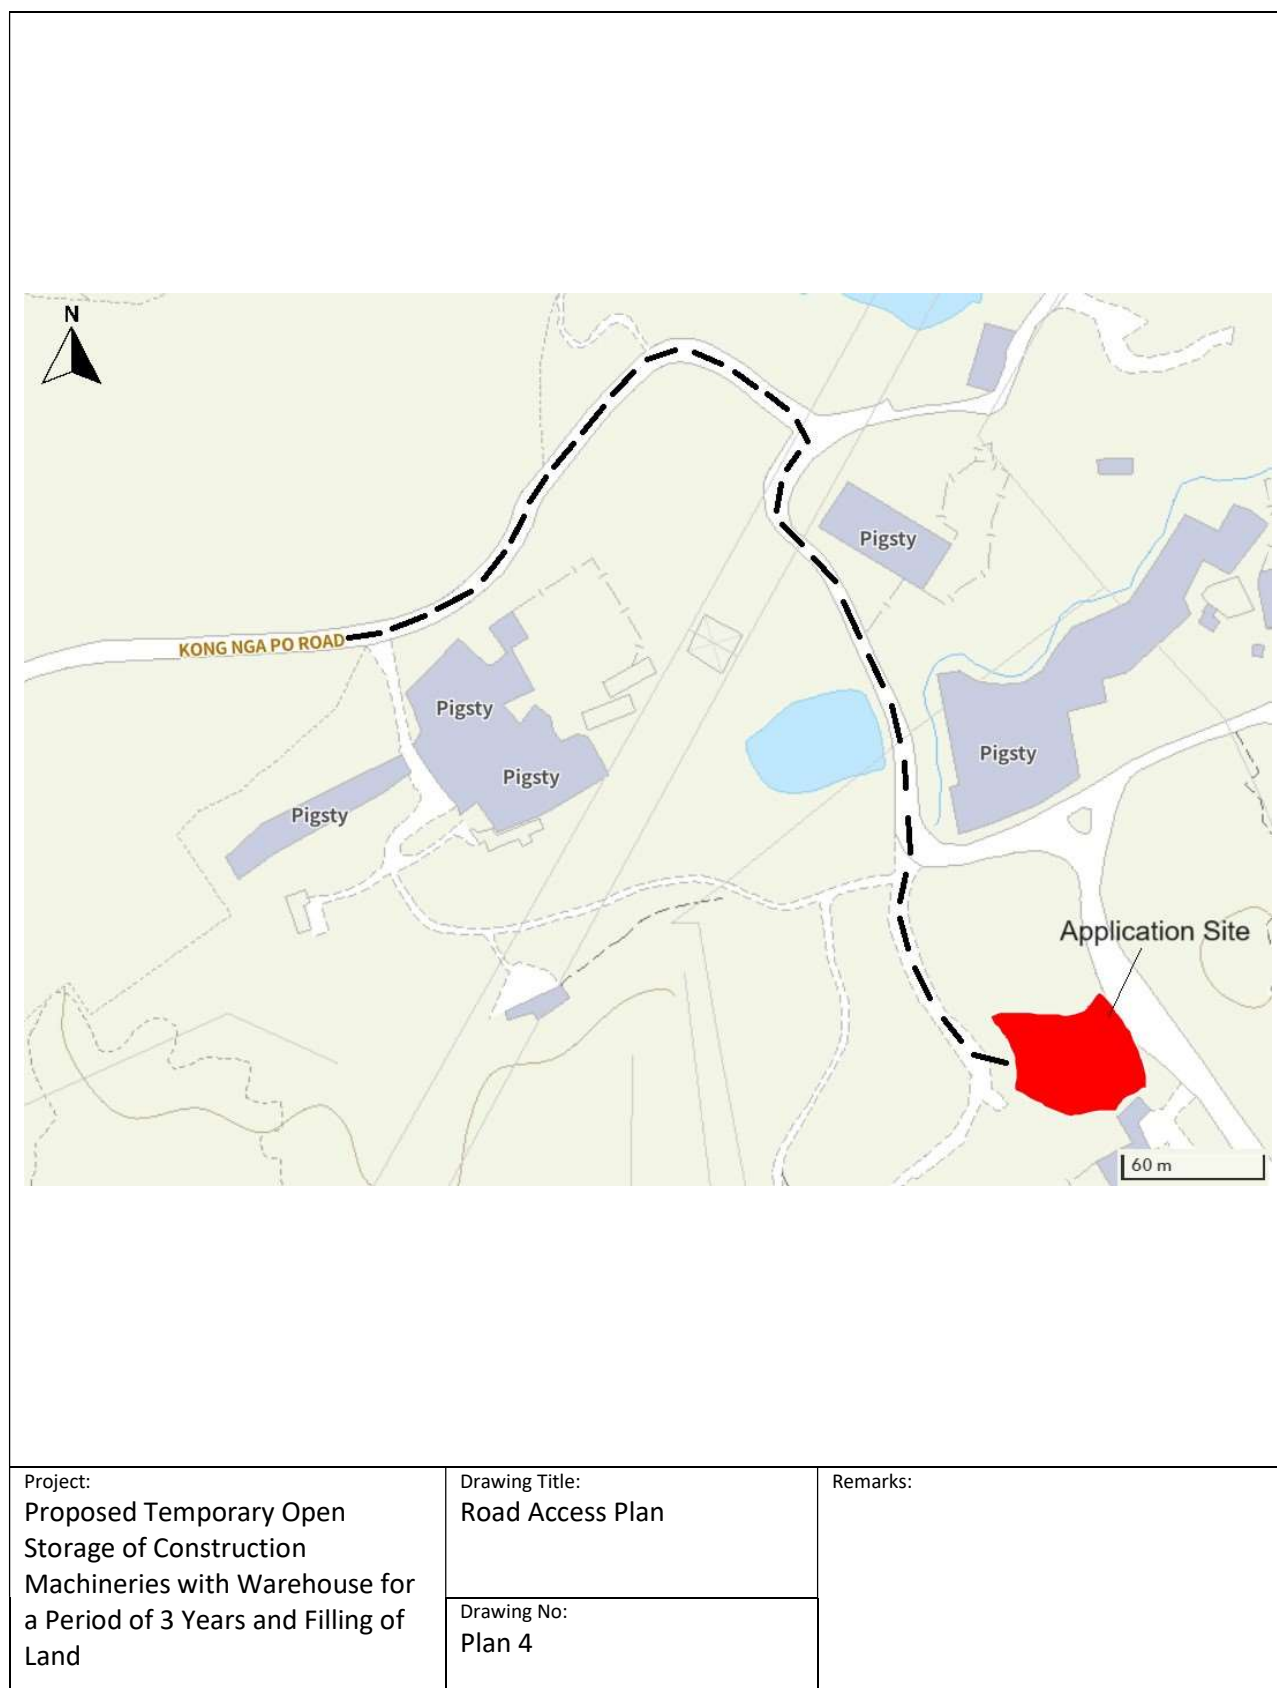 N
Pigsty
KONG NGA PO ROAD
Pigsty
Pigsty
Pigsty
Pigsty
Application Site
60 m
Project:
Proposed Temporary Open
Storage of Construction
Machineries with Warehouse for
a Period of 3 Years and Filling of
Land
Drawing Title:
Road Access Plan
Drawing No:
Plan 4
Remarks: